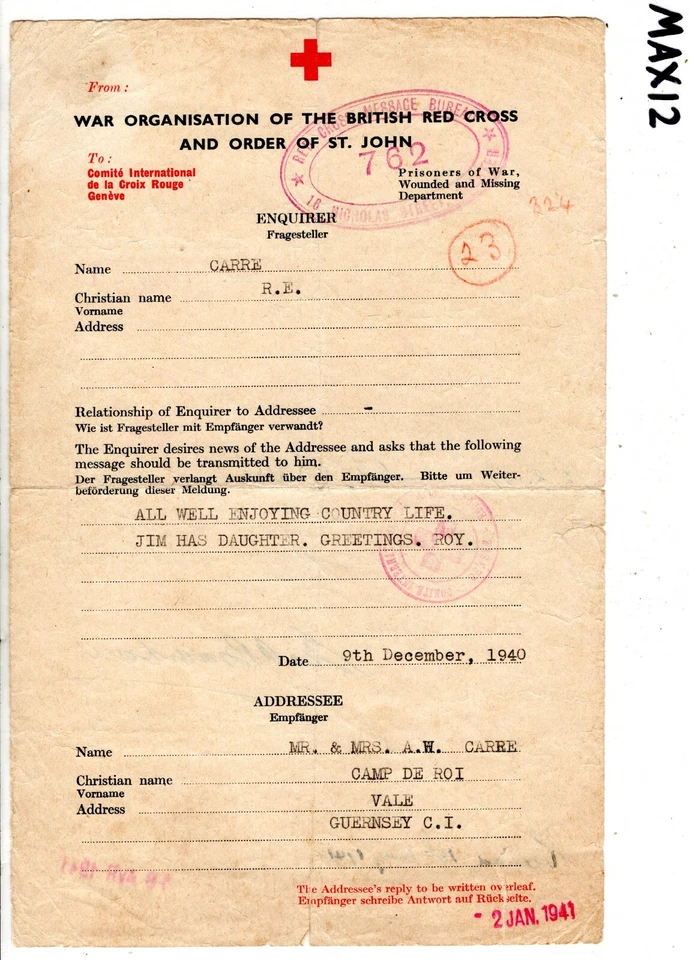 MAX12
From :
WAR ORGANISATION OF THE BRITISH RED CROSS
AND ORDER OF ST. JOHN
RED CROSS MESSAGE BUREAU
762
To :
Comité International
de la Croix Rouge
Genève
Prisoners of War,
Wounded and Missing
Department
324
ENQUIRER
Fragesteller
23
Name CARRE
Christian name R.E.
Vorname
Address
Relationship of Enquirer to Addressee -
Wie ist Fragesteller mit Empfänger verwandt?
The Enquirer desires news of the Addressee and asks that the following
message should be transmitted to him.
Der Fragesteller verlangt Auskunft über den Empfänger. Bitte um Weiter-
beförderung dieser Meldung.
ALL WELL ENJOYING COUNTRY LIFE.
JIM HAS DAUGHTER. GREETINGS. ROY.
Date 9th December, 1940
ADDRESSEE
Empfänger
Name MR. & MRS. A.H. CARRE
Christian name CAMP DE ROI
Vorname
Address VALE
GUERNSEY C.I.
The Addressee's reply to be written overleaf.
Empfänger schreibe Antwort auf Rückseite.
- 2 JAN. 1941